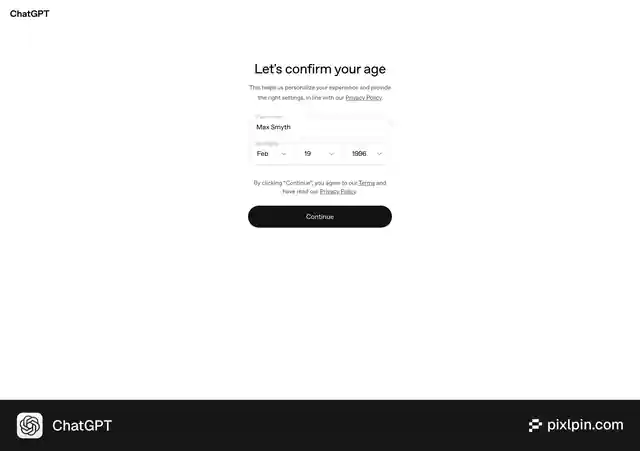 ChatGPT
Let's confirm your age
This helps us personalize your experience and provide
the right settings, in line with our Privacy Policy.
Max Smyth
Feb 19 1996
By clicking "Continue", you agree to our Terms and
have read our Privacy Policy
Continue
ChatGPT pixlpin.com